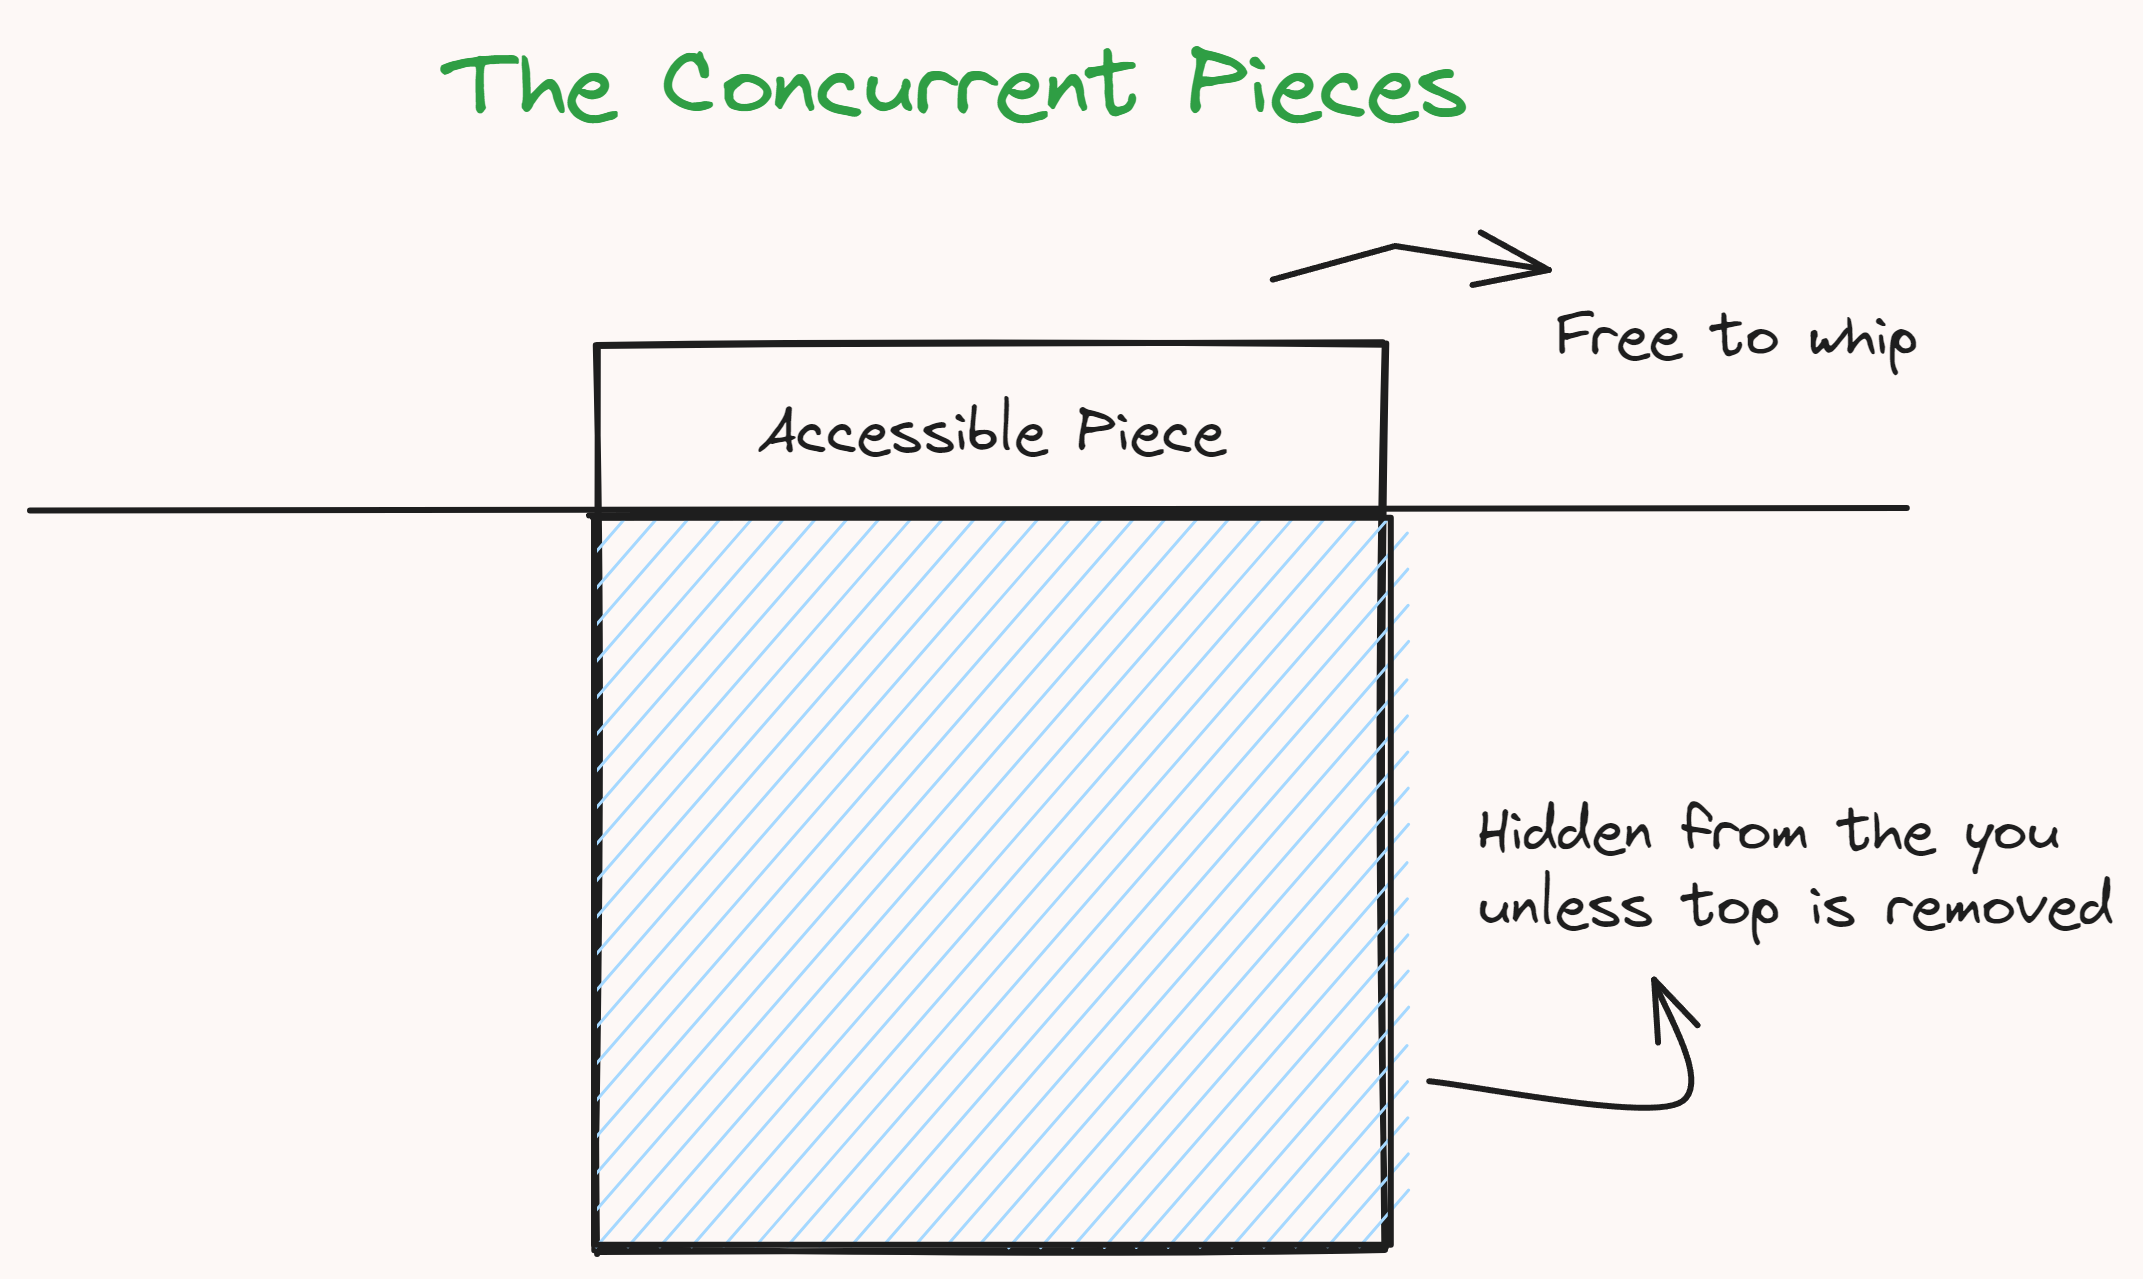 The Concurrent Pieces
Free to whip
Accessible Piece
Hidden from the you
unless top is removed